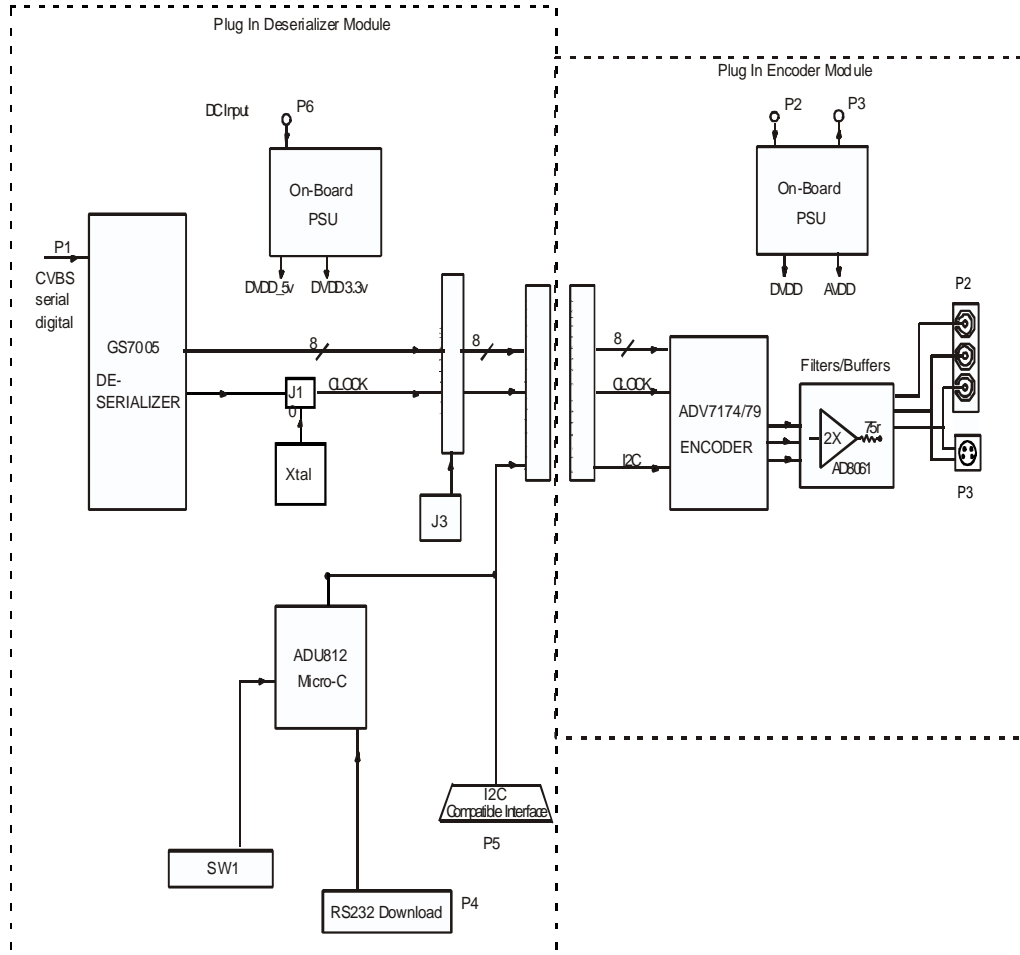 Plug In Deserializer Module
Plug In Encoder Module
DC Input
P6
On-Board
PSU
DVDD_5v
DVDD3.3v
P2
P3
On-Board
PSU
DVDD
AVDD
P1
CVBS
serial
digital
GS7005
DE-
SERIALIZER
8
J1
0
CLOCK
Xtal
8
J3
8
CLOCK
I2C
ADV7174/79
ENCODER
Filters/Buffers
2X
75r
AD8061
P2
P3
ADU812
Micro-C
I2C
Compatible Interface
P5
SW1
RS232 Download
P4